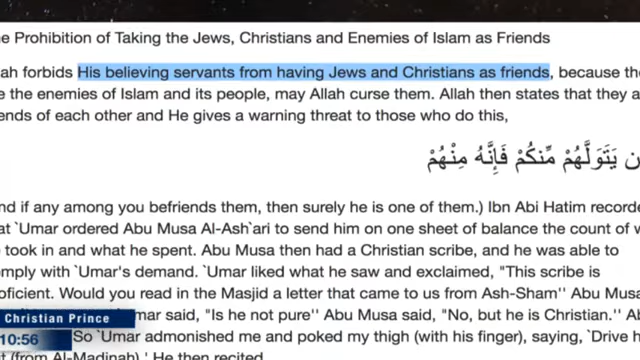 e Prohibition of Taking the Jews, Christians and Enemies of Islam as Friends
ah forbids His believing servants from having Jews and Christians as friends, because the
e the enemies of Islam and its people, may Allah curse them. Allah then states that they a
ends of each other and He gives a warning threat to those who do this,
ن يَتَوَلَّهُمْ مِّنكُمْ فَإِنَّهُ مِنْهُمْ
nd if any among you befriends them, then surely he is one of them.) Ibn Abi Hatim recorde
at `Umar ordered Abu Musa Al-Ash`ari to send him on one sheet of balance the count of w
e took in and what he spent. Abu Musa then had a Christian scribe, and he was able to
mply with `Umar's demand. `Umar liked what he saw and exclaimed, "This scribe is
oficient. Would you read in the Masjid a letter that came to us from Ash-Sham'' Abu Musa
mar said, "Is he not pure'' Abu Musa said, "No, but he is Christian.'' A
So `Umar admonished me and poked my thigh (with his finger), saying, `Drive h
t (from Al-Madinah).' He then recited
Christian Prince
10:56